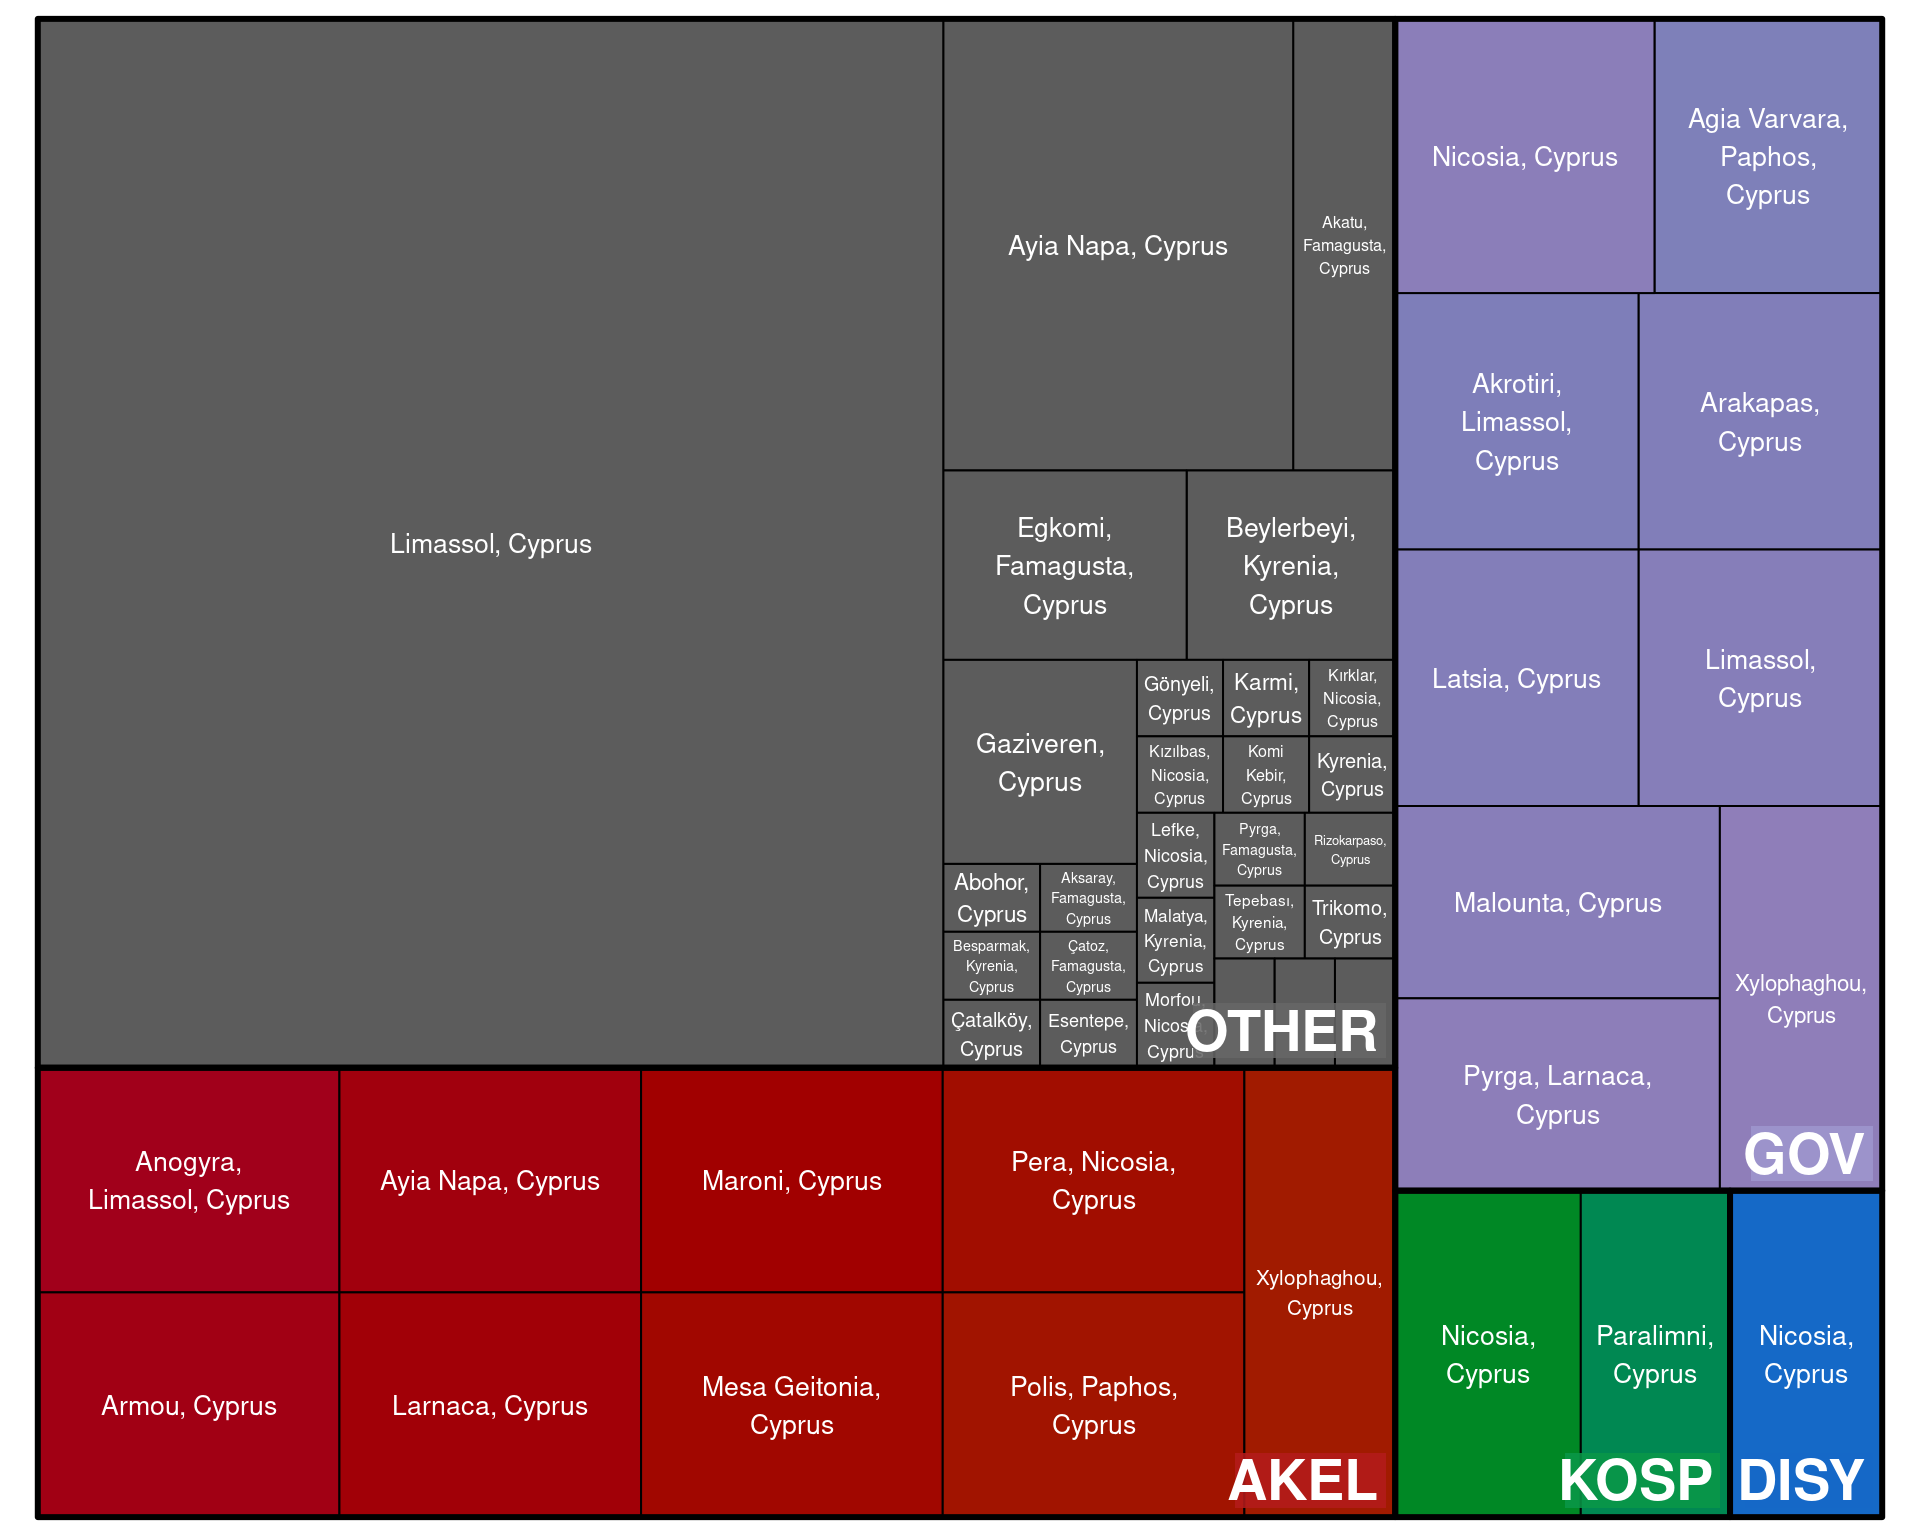 Limassol, Cyprus
Ayia Napa, Cyprus
Akatu,
Famagusta,
Cyprus
Egkomi,
Famagusta,
Cyprus
Beylerbeyi,
Kyrenia,
Cyprus
Gaziveren,
Cyprus
Gönyeli,
Cyprus
Karmi,
Cyprus
Kırklar,
Nicosia,
Cyprus
Kızılbas,
Nicosia,
Cyprus
Komi
Kebir,
Cyprus
Kyrenia,
Cyprus
Lefke,
Nicosia,
Cyprus
Pyrga,
Famagusta,
Cyprus
Rizokarpaso,
Cyprus
Abohor,
Cyprus
Aksaray,
Famagusta,
Cyprus
Malatya,
Kyrenia,
Cyprus
Tepebası,
Kyrenia,
Cyprus
Trikomo,
Cyprus
Besparmak,
Kyrenia,
Cyprus
Çatoz,
Famagusta,
Cyprus
Çatalköy,
Cyprus
Esentepe,
Cyprus
Morfou,
Nicosia,
Cyprus
OTHER
Nicosia, Cyprus
Agia Varvara,
Paphos,
Cyprus
Akrotiri,
Limassol,
Cyprus
Arakapas,
Cyprus
Latsia, Cyprus
Limassol,
Cyprus
Malounta, Cyprus
Xylophaghou,
Cyprus
Pyrga, Larnaca,
Cyprus
GOV
Anogyra,
Limassol, Cyprus
Ayia Napa, Cyprus
Maroni, Cyprus
Pera, Nicosia,
Cyprus
Xylophaghou,
Cyprus
Armou, Cyprus
Larnaca, Cyprus
Mesa Geitonia,
Cyprus
Polis, Paphos,
Cyprus
AKEL
Nicosia,
Cyprus
Paralimni,
Cyprus
KOSP
Nicosia,
Cyprus
DISY